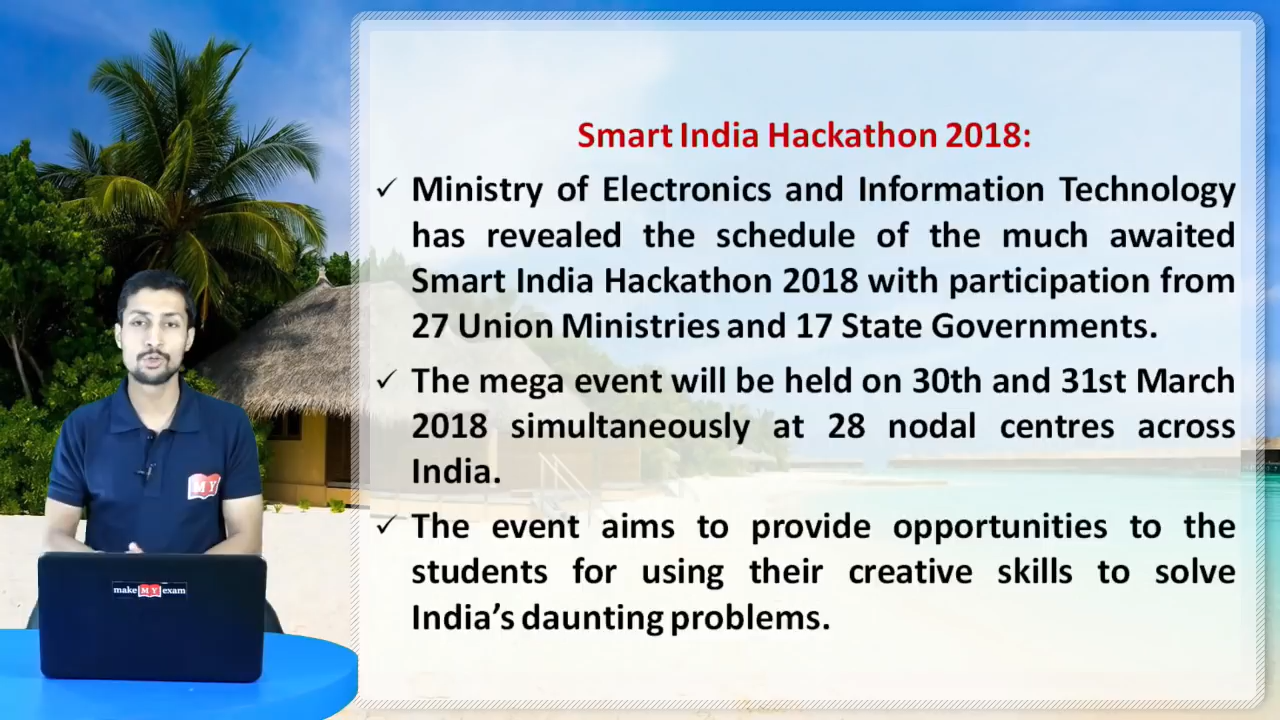 Smart India Hackathon 2018:
✓ Ministry of Electronics and Information Technology
has revealed the schedule of the much awaited
Smart India Hackathon 2018 with participation from
27 Union Ministries and 17 State Governments.
✓ The mega event will be held on 30th and 31st March
2018 simultaneously at 28 nodal centres across
India.
✓ The event aims to provide opportunities to the
students for using their creative skills to solve
India's daunting problems.
MY
make MY exam